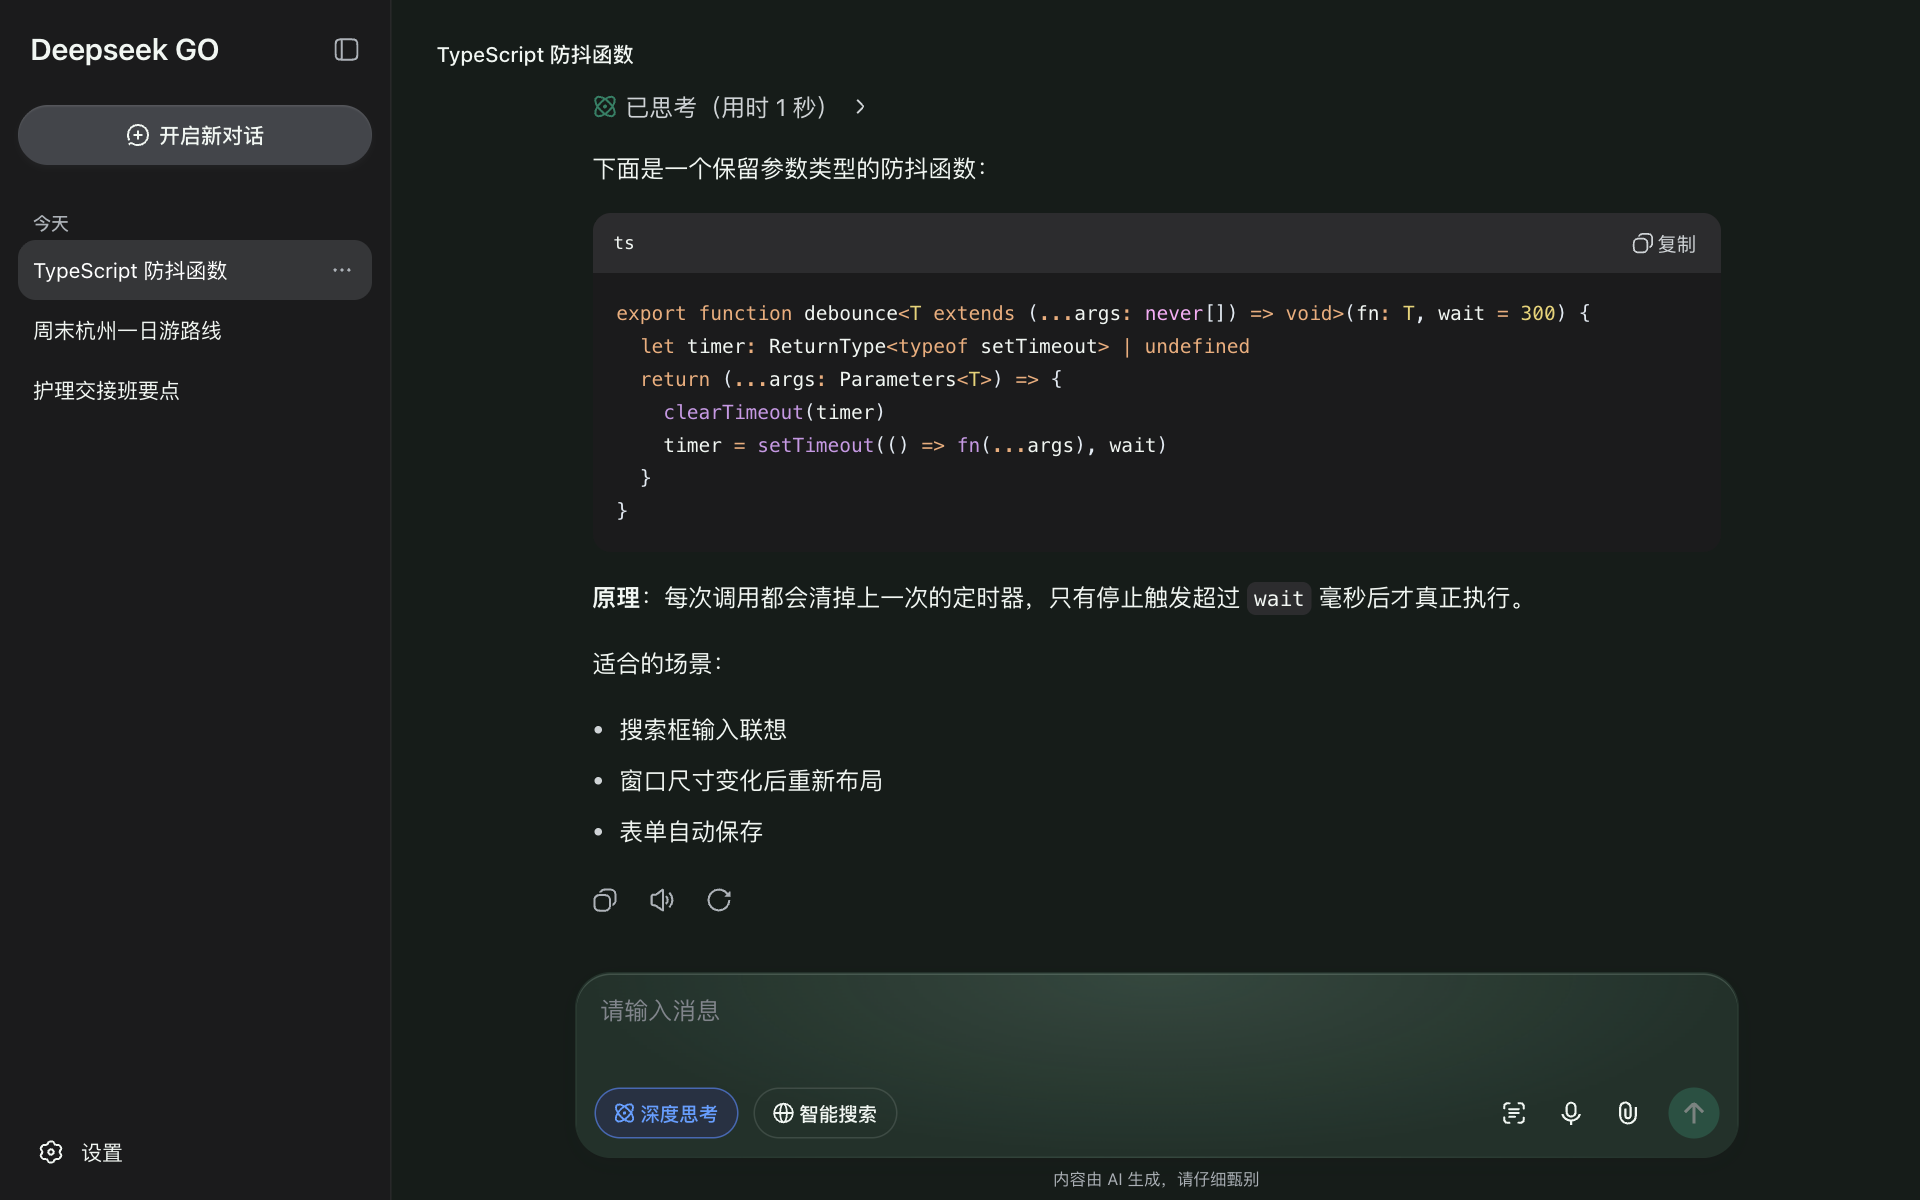 Deepseek GO
开启新对话
今天
TypeScript 防抖函数
周末杭州一日游路线
护理交接班要点
设置
TypeScript 防抖函数
已思考（用时 1 秒）
下面是一个保留参数类型的防抖函数：
ts
复制
export function debounce<T extends (...args: never[]) => void>(fn: T, wait = 300) {
  let timer: ReturnType<typeof setTimeout> | undefined
  return (...args: Parameters<T>) => {
    clearTimeout(timer)
    timer = setTimeout(() => fn(...args), wait)
  }
}
原理：每次调用都会清掉上一次的定时器，只有停止触发超过 wait 毫秒后才真正执行。
适合的场景：
• 搜索框输入联想
• 窗口尺寸变化后重新布局
• 表单自动保存
请输入消息
深度思考
智能搜索
内容由 AI 生成，请仔细甄别